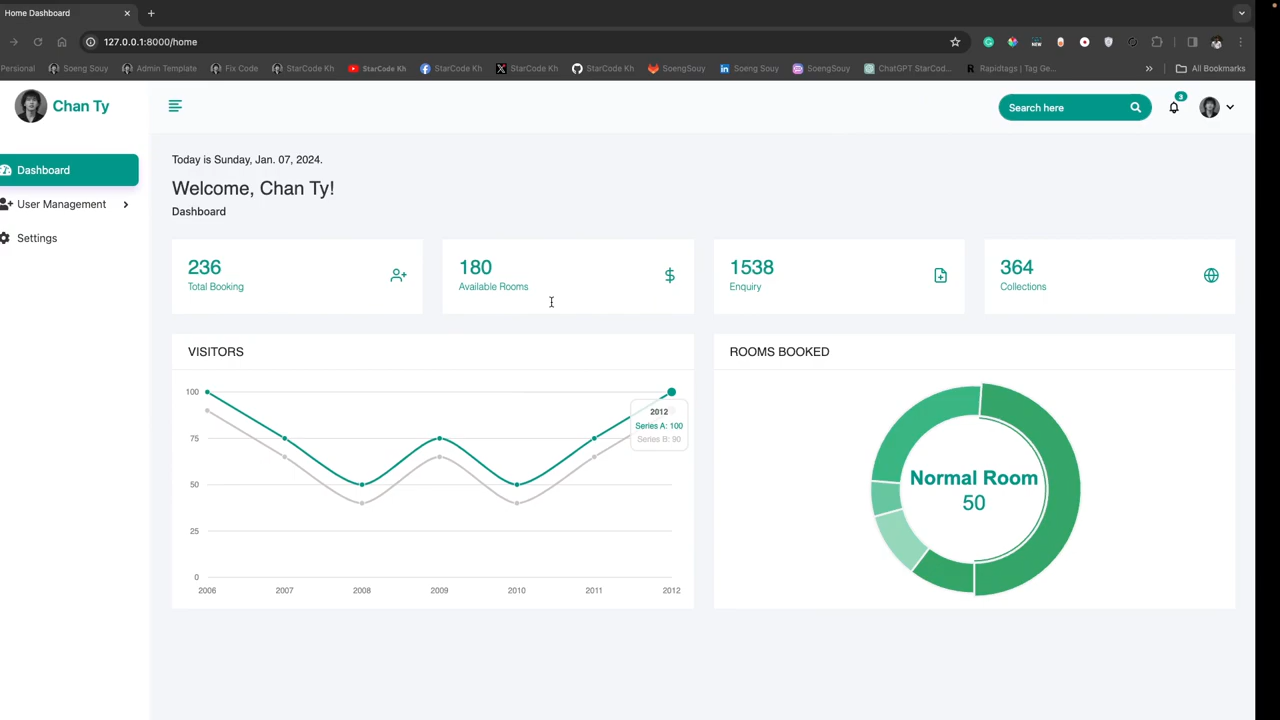 Home Dashboard
127.0.0.1:8000/home
Personal
Soeng Souy
Admin Template
Fix Code
StarCode Kh
StarCode Kh
StarCode Kh
StarCode Kh
StarCode Kh
SoengSouy
Soeng Souy
SoengSouy
ChatGPT StarCod...
Rapidtags | Tag Ge...
All Bookmarks
NEW
Chan Ty
Search here
3
Dashboard
User Management
Settings
Today is Sunday, Jan. 07, 2024.
Welcome, Chan Ty!
Dashboard
236
Total Booking
180
Available Rooms
$
1538
Enquiry
364
Collections
VISITORS
100
75
50
25
0
2006
2007
2008
2009
2010
2011
2012
2012
Series A: 100
Series B: 90
ROOMS BOOKED
Normal Room
50